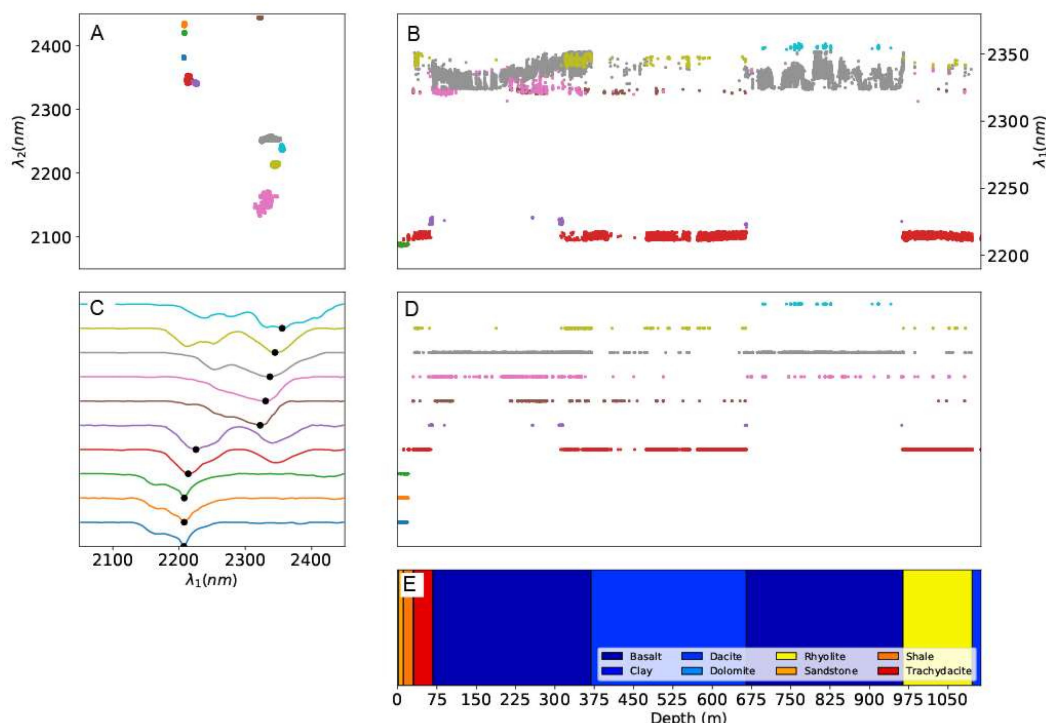 A
2400
2300
2200
2100
λ₂(nm)
B
2350
2300
2250
2200
λ₁(nm)
C
2100 2200 2300 2400
λ₁(nm)
D
E
Basalt Dacite Rhyolite Shale
Clay Dolomite Sandstone Trachydacite
0 75 150 225 300 375 450 525 600 675 750 825 900 975 1050
Depth (m)